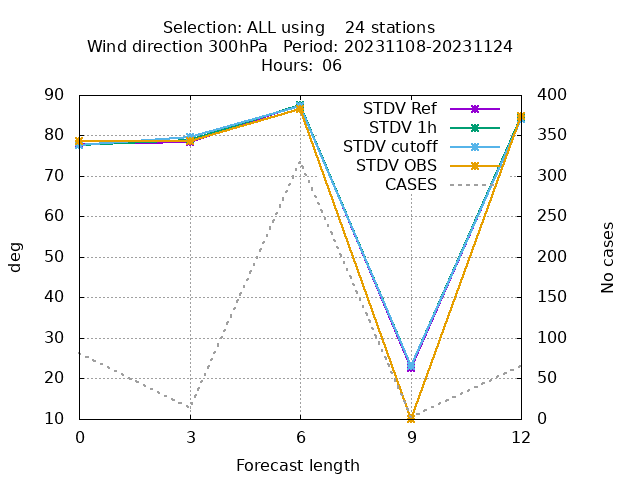 Selection: ALL using    24 stations
Wind direction 300hPa   Period: 20231108-20231124
Hours: 06
90
80
70
60
50
40
30
20
10
400
350
300
250
200
150
100
50
0
0 3 6 9 12
deg
No cases
Forecast length
STDV Ref
STDV 1h
STDV cutoff
STDV OBS
CASES